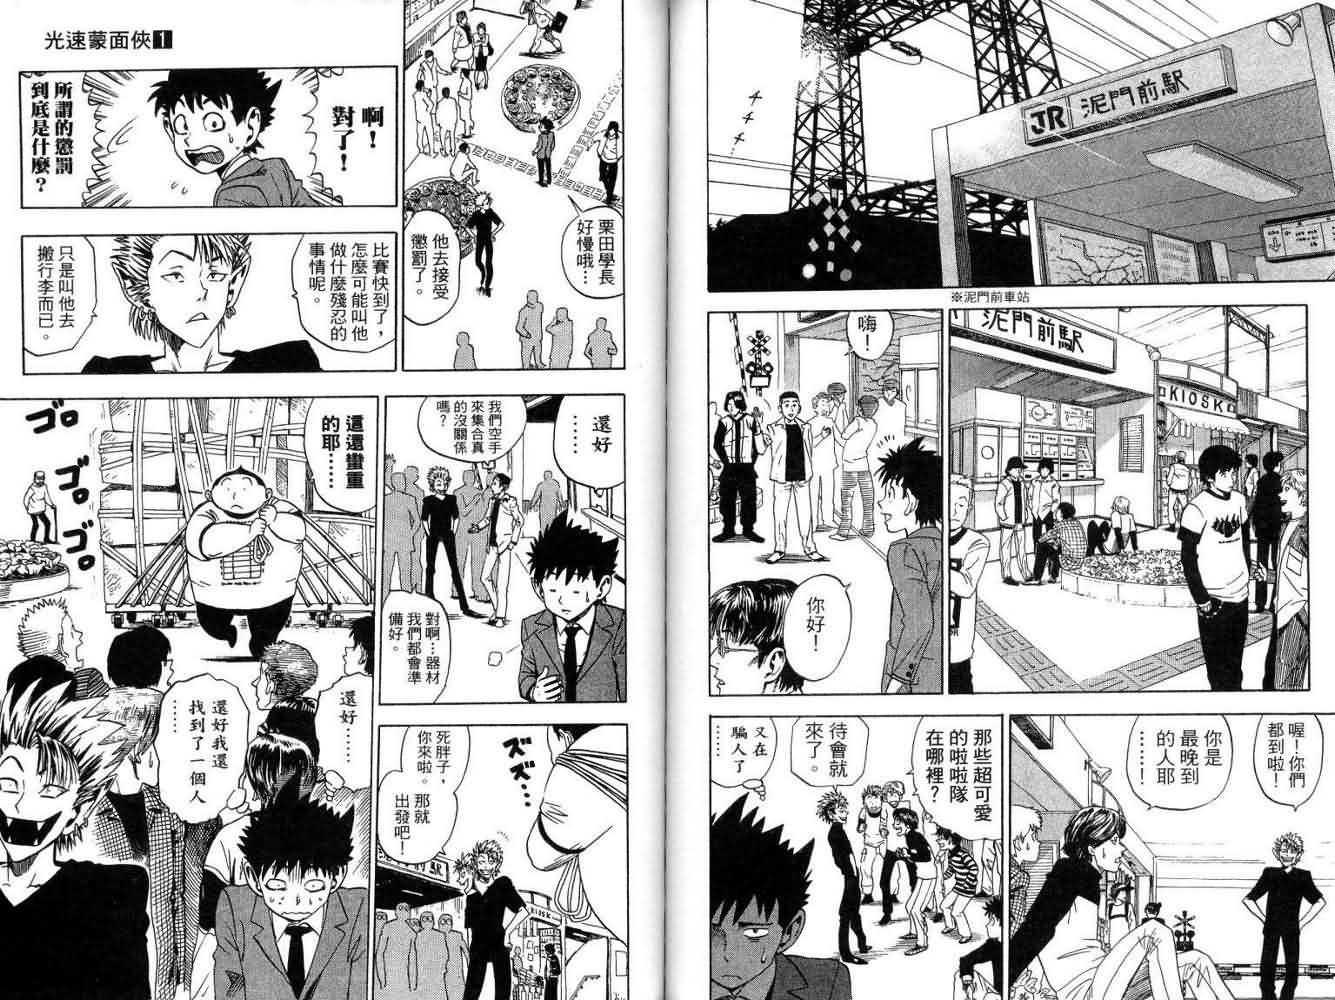 JR 泥門前駅
※泥門前車站
泥門前駅
KIOSK
嗨！
你好！
喔！你們
都到啦！
你是
最晚到
的人耶
……！
那些超可愛
的啦啦隊
在哪裡？
待會就
來了。
又在
騙人了
……
光速蒙面俠1
栗田學長
好慢哦…
他去接受
懲罰了。
啊！
對了！
所謂的懲罰
到底是什麼？
比賽快到了，
怎麼可能叫他
做什麼殘忍的
事情呢。
只是叫他去
搬行李而已。
還好
……
我們空手
來集合真
的沒關係
嗎？
對啊…器材
我們都會準
備好。
ズズ…
死胖子，
你來啦。
那就
出發吧！
KIOSK
ゴロ
ゴロ
ゴロ
這還蠻重
的耶……
還好……
還好我還
找到了一個人
……